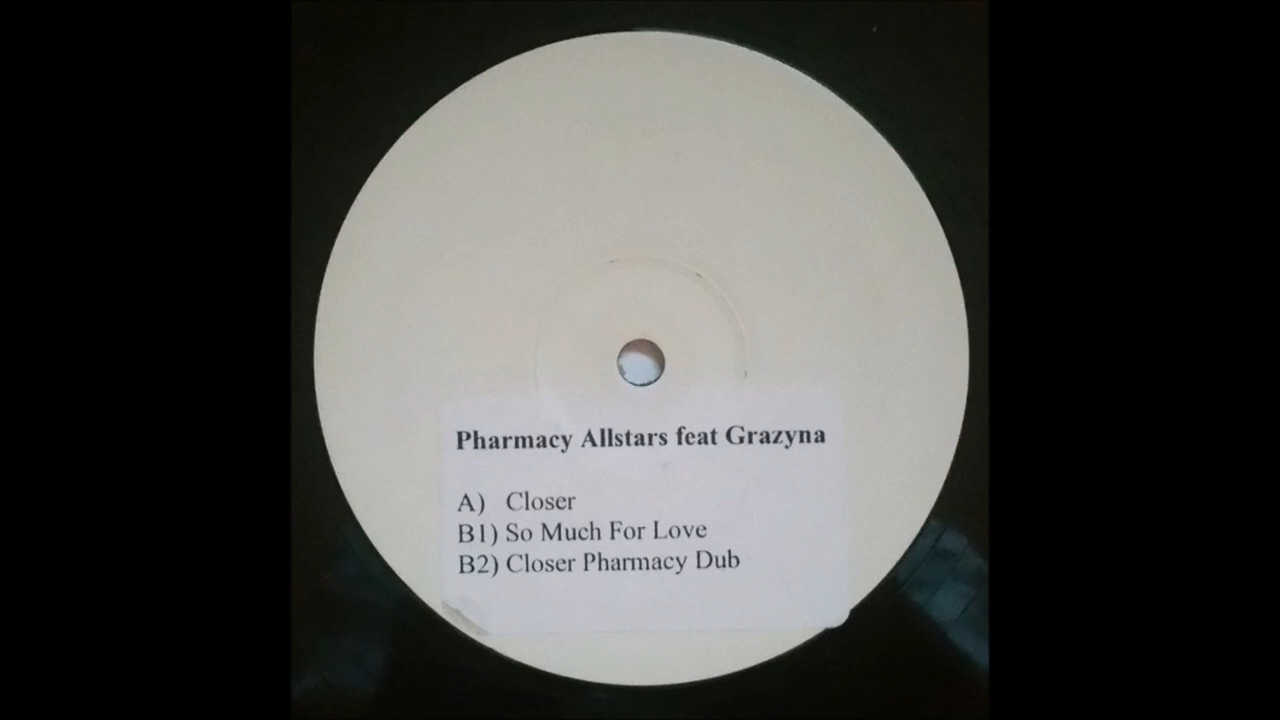 Pharmacy Allstars feat Grazyna
A) Closer
B1) So Much For Love
B2) Closer Pharmacy Dub